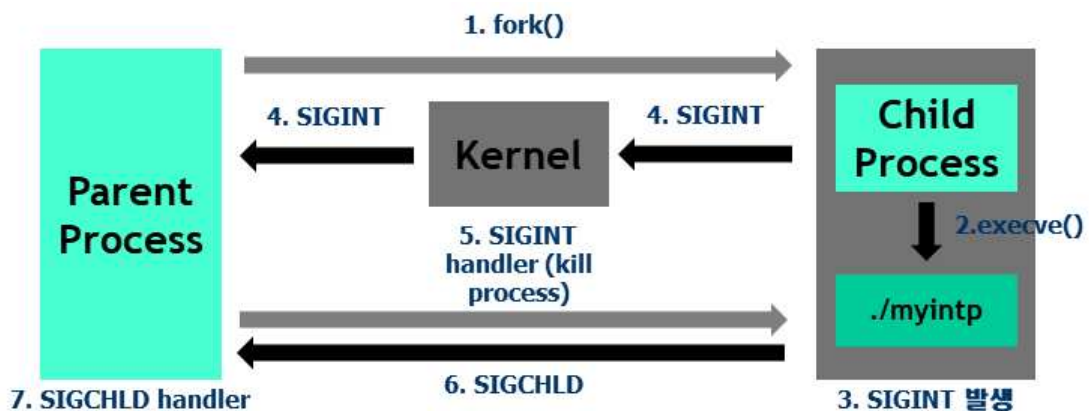 1. fork()
4. SIGINT
4. SIGINT
Kernel
Child
Process
Parent
Process
2.execve()
5. SIGINT
handler (kill
process)
./myintp
6. SIGCHLD
7. SIGCHLD handler
3. SIGINT 발생